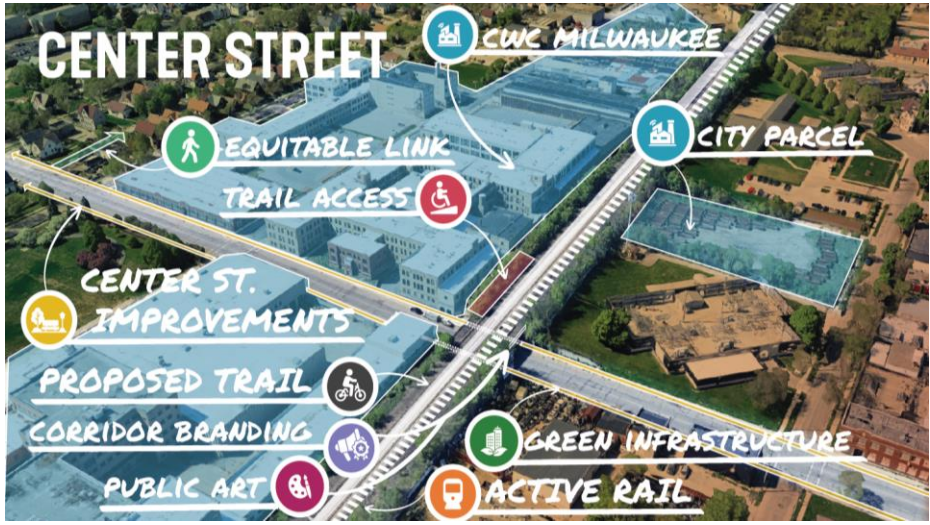 CENTER STREET
CWC MILWAUKEE
CITY PARCEL
EQUITABLE LINK
TRAIL ACCESS
CENTER ST.
IMPROVEMENTS
PROPOSED TRAIL
CORRIDOR BRANDING
GREEN INFRASTRUCTURE
PUBLIC ART
ACTIVE RAIL